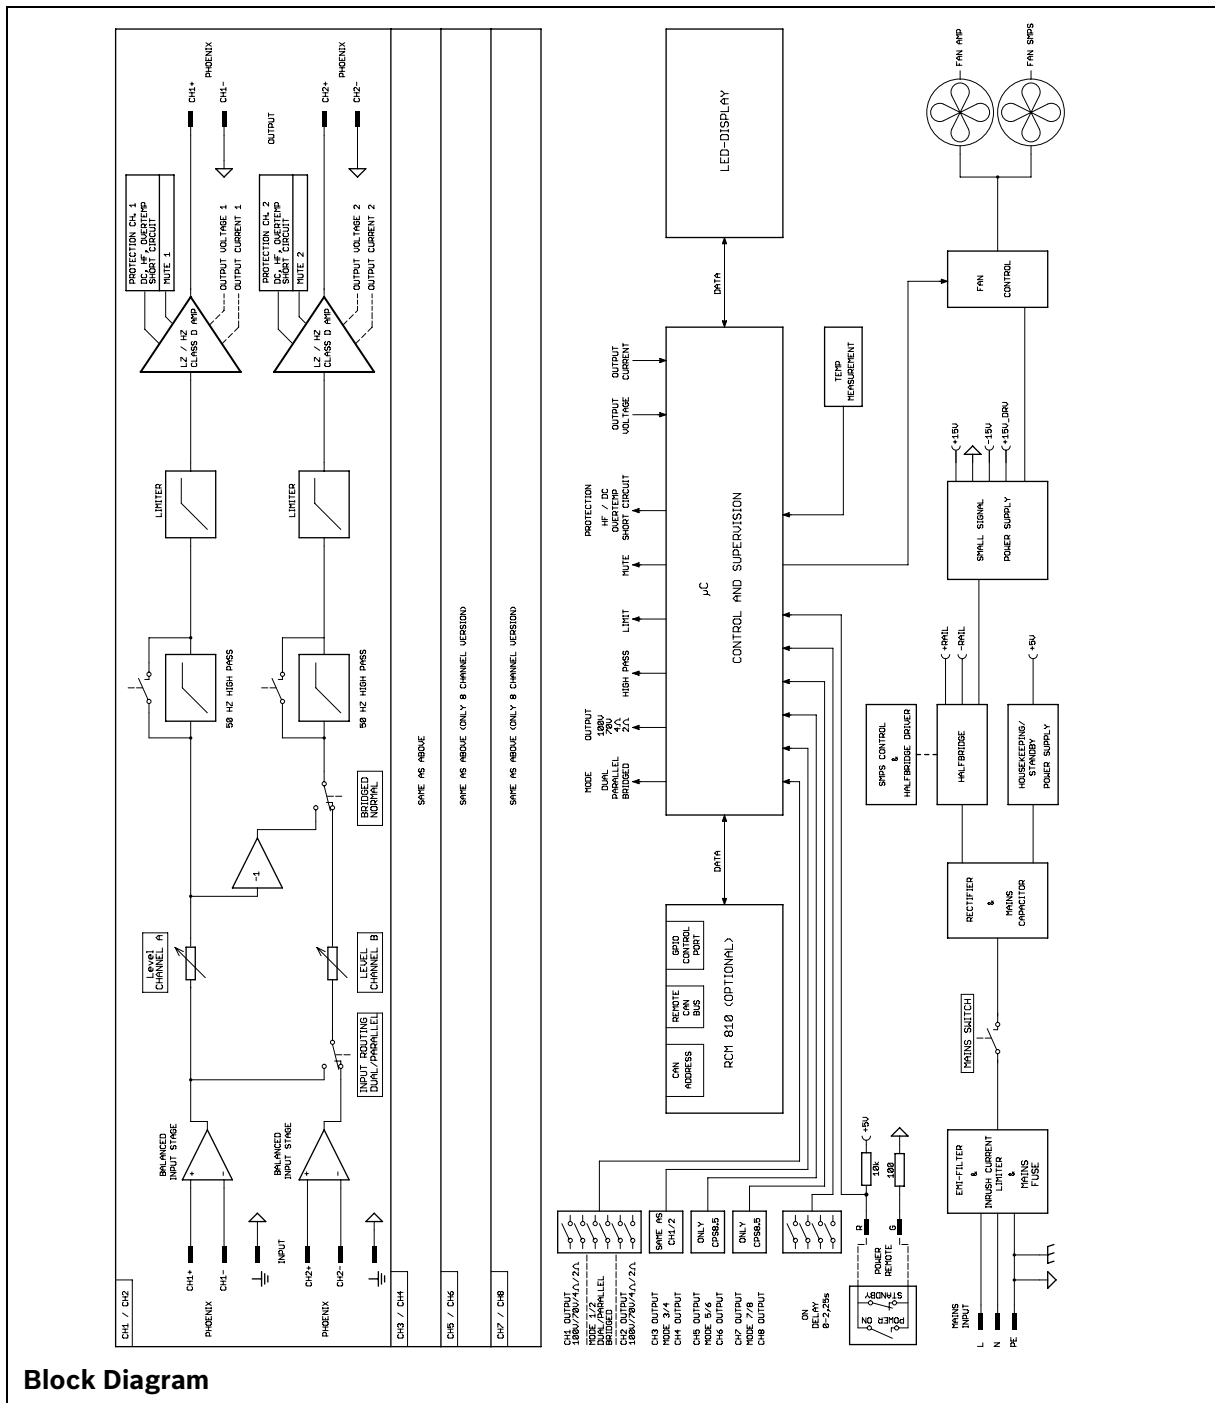 CH1 / CH2
PHOENIX
CH1+
CH1-
INPUT
CH2+
CH2-
PHOENIX
BALANCED
INPUT STAGE
+
-
BALANCED
INPUT STAGE
+
-
INPUT ROUTING
DUAL/PARALLEL
Level
CHANNEL A
LEVEL
CHANNEL B
-1
BRIDGED
NORMAL
50 HZ HIGH PASS
50 HZ HIGH PASS
LIMITER
LIMITER
LZ / HZ
CLASS D AMP
LZ / HZ
CLASS D AMP
PROTECTION CH. 1
DC, HF, OVERTEMP
SHORT CIRCUIT
MUTE 1
OUTPUT VOLTAGE 1
OUTPUT CURRENT 1
PROTECTION CH. 2
DC, HF, OVERTEMP
SHORT CIRCUIT
MUTE 2
OUTPUT VOLTAGE 2
OUTPUT CURRENT 2
CH1+
CH1-
PHOENIX
OUTPUT
CH2+
CH2-
PHOENIX
CH3 / CH4
SAME AS ABOVE
CH5 / CH6
SAME AS ABOVE (ONLY 8 CHANNEL VERSION)
CH7 / CH8
SAME AS ABOVE (ONLY 8 CHANNEL VERSION)
CH1 OUTPUT
100V/70V/4Ω/2Ω
MODE 1/2
DUAL/PARALLEL
BRIDGED
CH2 OUTPUT
100V/70V/4Ω/2Ω
CH3 OUTPUT
MODE 3/4
CH4 OUTPUT
SAME AS
CH1/2
CH5 OUTPUT
MODE 5/6
CH6 OUTPUT
ONLY
CPS8.5
CH7 OUTPUT
MODE 7/8
CH8 OUTPUT
ONLY
CPS8.5
ON
DELAY
0-2,25s
POWER ON
STANDBY
POWER
REMOTE
R
G
10k
100
+5V
CAN
ADDRESS
REMOTE
CAN
BUS
GPIO
CONTROL
PORT
RCM 810 (OPTIONAL)
DATA
MODE
DUAL
PARALLEL
BRIDGED
OUTPUT
100V
70V
4Ω
2Ω
HIGH PASS
LIMIT
MUTE
PROTECTION
HF / DC
OVERTEMP
SHORT CIRCUIT
OUTPUT
VOLTAGE
OUTPUT
CURRENT
µC
CONTROL AND SUPERVISION
DATA
LED-DISPLAY
TEMP
MEASUREMENT
MAINS
INPUT
L
N
PE
EMI-FILTER
&
INRUSH CURRENT
LIMITER
&
MAINS
FUSE
MAINS SWITCH
RECTIFIER
&
MAINS
CAPACITOR
SMPS CONTROL
&
HALFBRIDGE DRIVER
HALFBRIDGE
+RAIL
-RAIL
HOUSEKEEPING/
STANDBY
POWER SUPPLY
+5V
SMALL SIGNAL
POWER SUPPLY
+15V
-15V
+15V_DRV
FAN
CONTROL
FAN AMP
FAN SMPS
Block Diagram